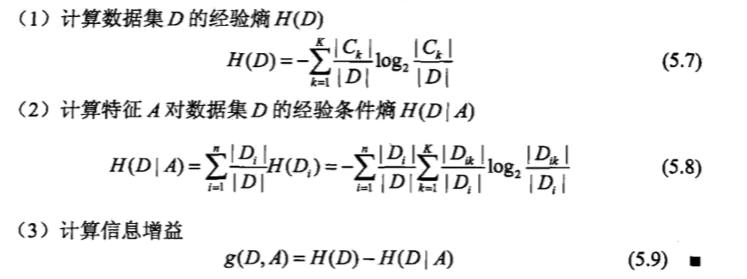 （1）计算数据集 D 的经验熵 H(D)
H(D) = -\sum_{k=1}^{K} \frac{|C_k|}{|D|} \log_2 \frac{|C_k|}{|D|} (5.7)
（2）计算特征 A 对数据集 D 的经验条件熵 H(D|A)
H(D|A) = \sum_{i=1}^{n} \frac{|D_i|}{|D|} H(D_i) = -\sum_{i=1}^{n} \frac{|D_i|}{|D|} \sum_{k=1}^{K} \frac{|D_{ik}|}{|D_i|} \log_2 \frac{|D_{ik}|}{|D_i|} (5.8)
（3）计算信息增益
g(D, A) = H(D) - H(D|A) (5.9) ■